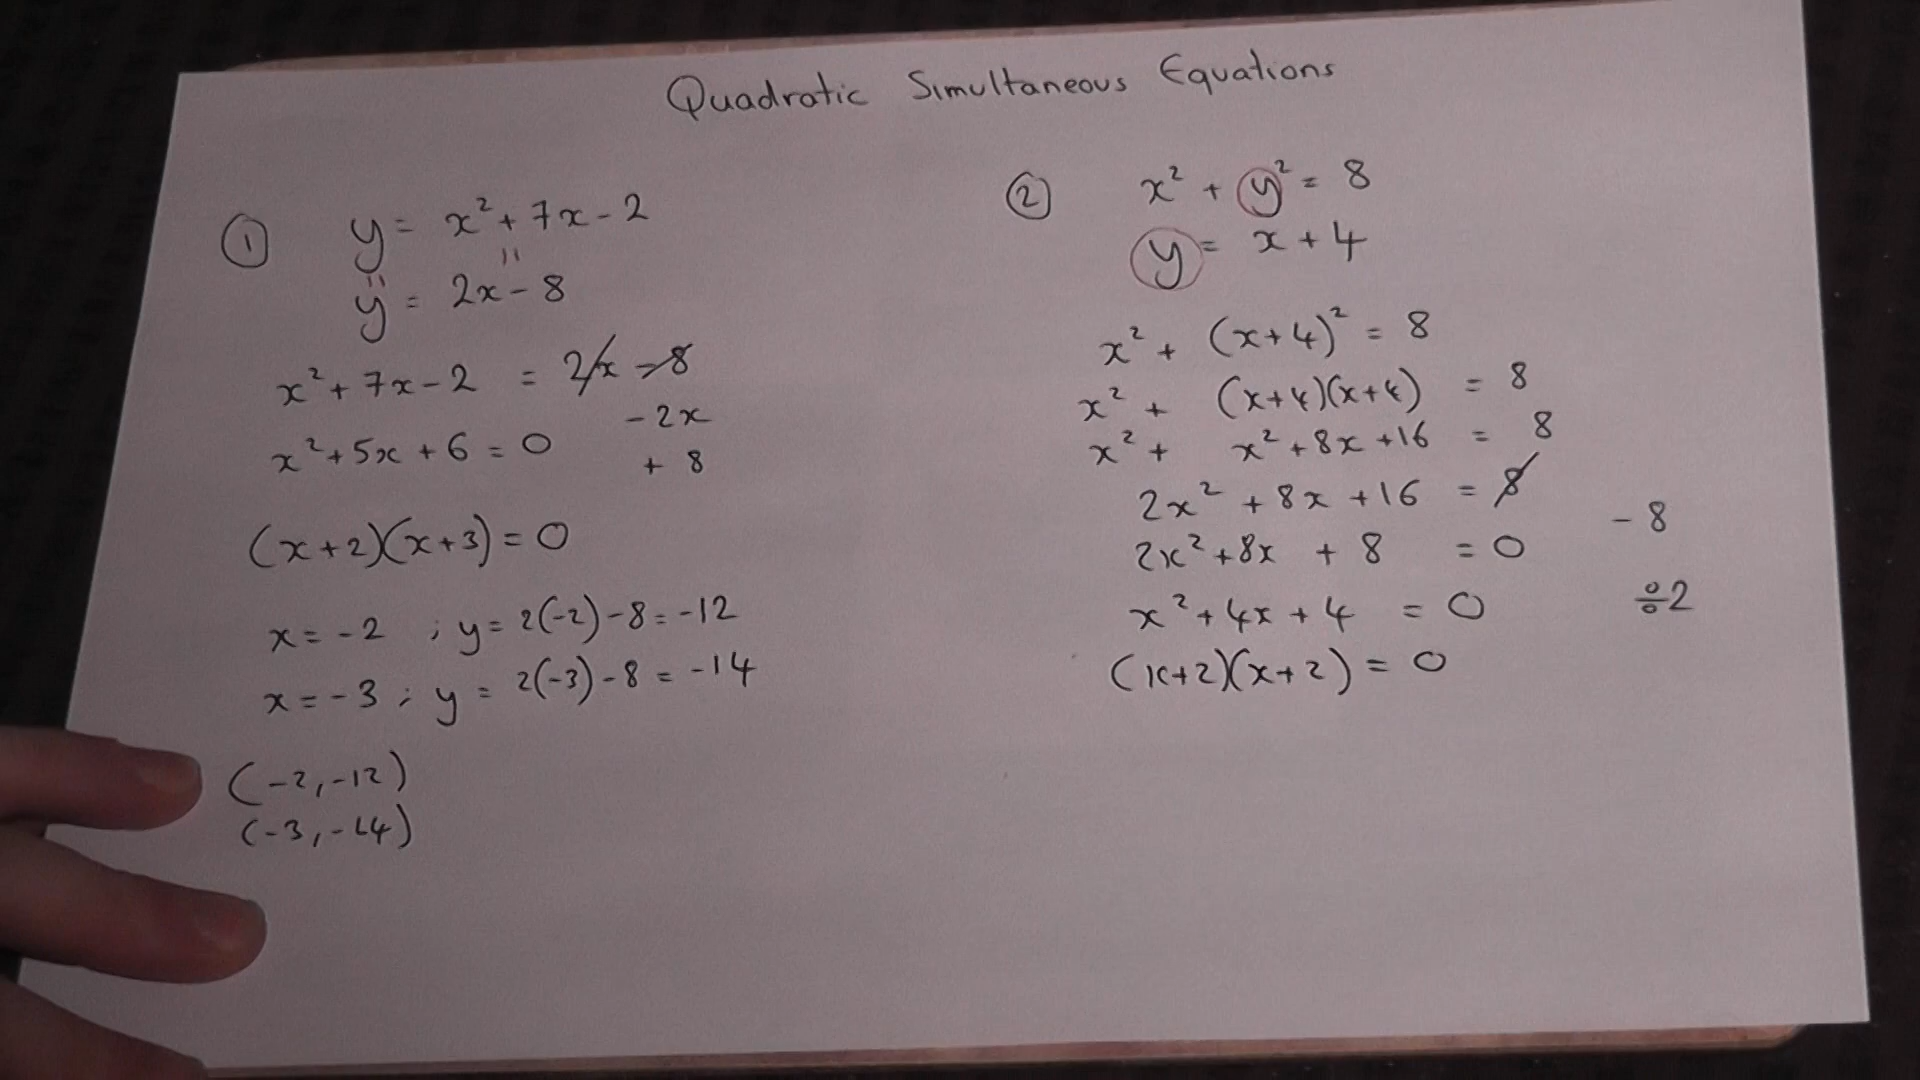 Quadratic Simultaneous Equations
① y = x² + 7x - 2
" "
y = 2x - 8
x² + 7x - 2 = 2x - 8
- 2x
x² + 5x + 6 = 0
+ 8
(x+2)(x+3) = 0
x = -2 ; y = 2(-2) - 8 = -12
x = -3 ; y = 2(-3) - 8 = -14
(-2, -12)
(-3, -14)
② x² + y² = 8
y = x + 4
x² + (x+4)² = 8
x² + (x+4)(x+4) = 8
x² + x² + 8x + 16 = 8
2x² + 8x + 16 = 8
- 8
2x² + 8x + 8 = 0
÷2
x² + 4x + 4 = 0
(x+2)(x+2) = 0